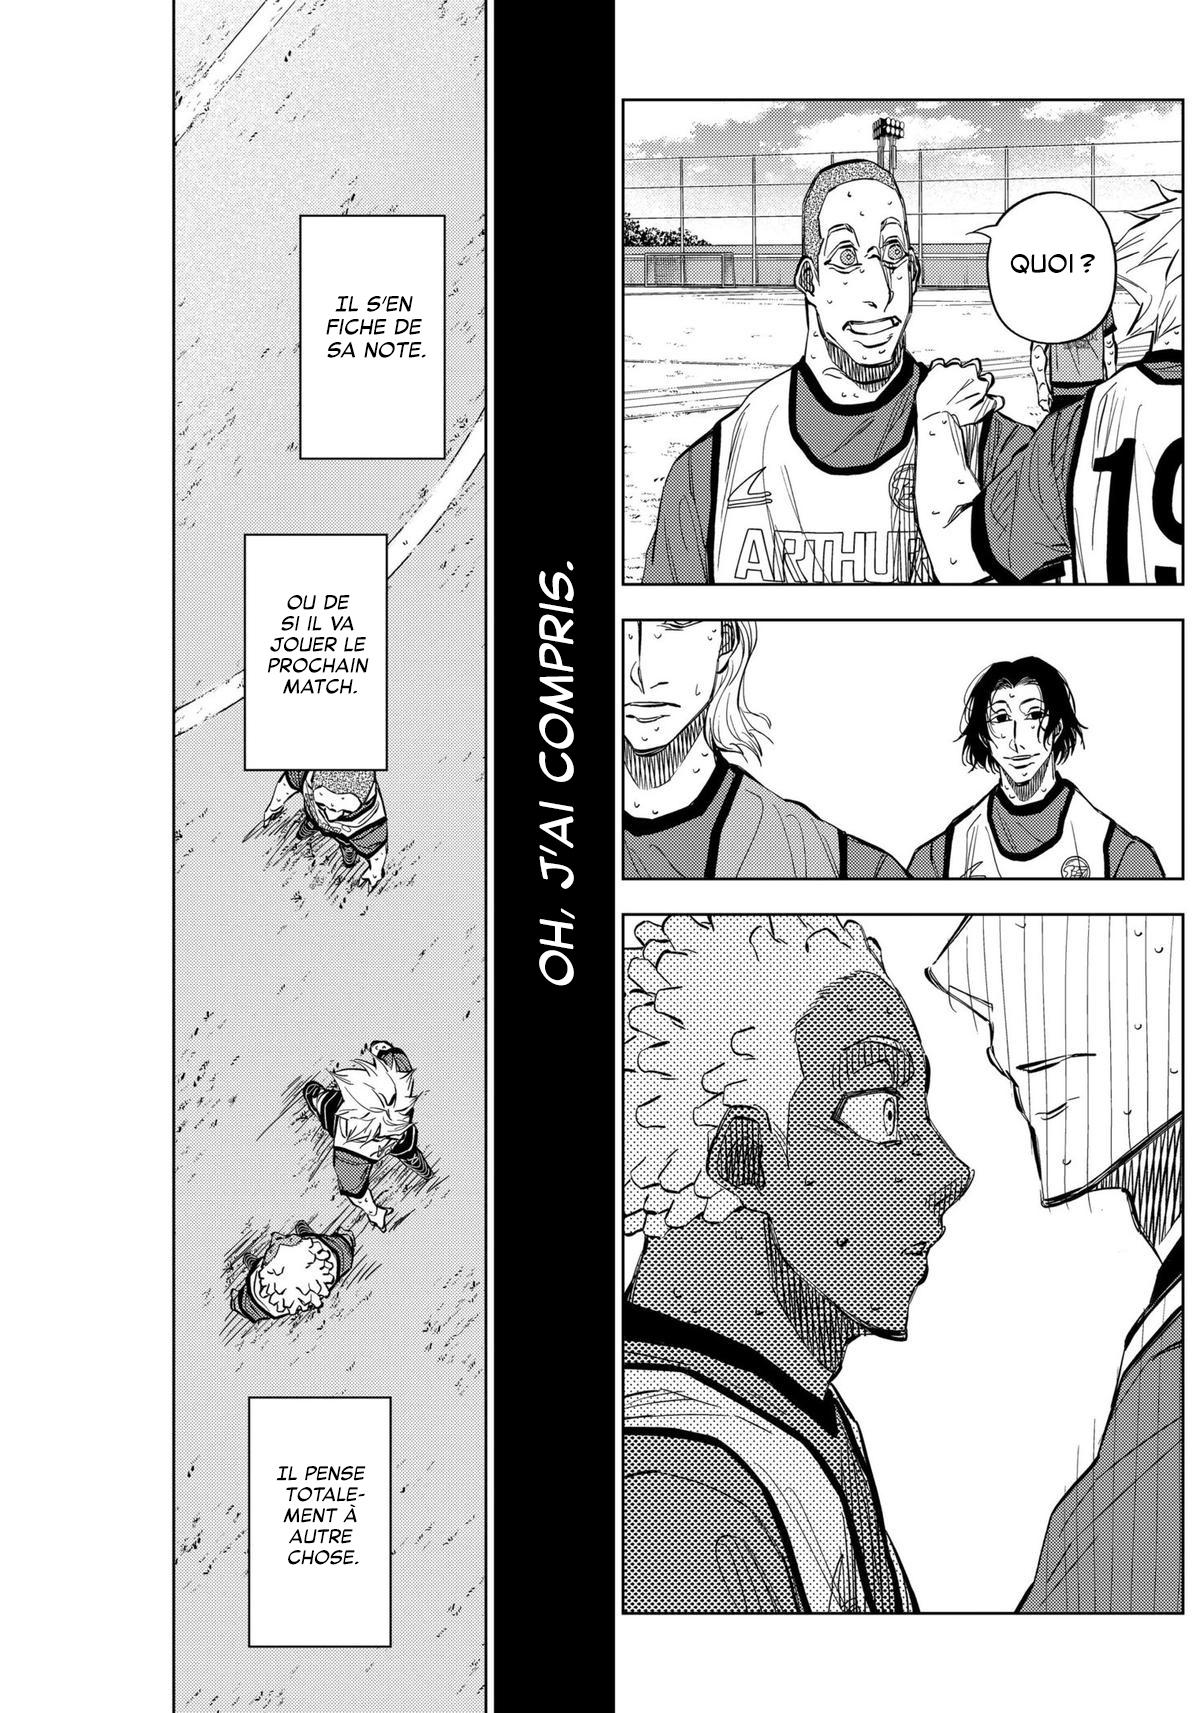 QUOI ?
ARTHUR
19
OH, J'AI COMPRIS.
IL S'EN
FICHE DE
SA NOTE.
OU DE
SI IL VA
JOUER LE
PROCHAIN
MATCH.
IL PENSE
TOTALE-
MENT À
AUTRE
CHOSE.